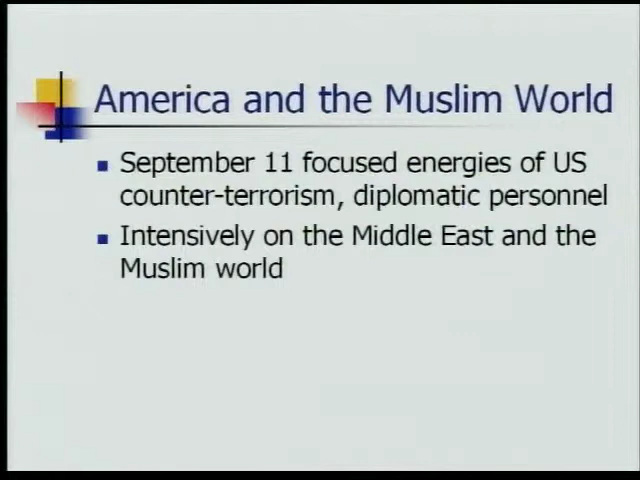 America and the Muslim World
September 11 focused energies of US
counter-terrorism, diplomatic personnel
Intensively on the Middle East and the
Muslim world